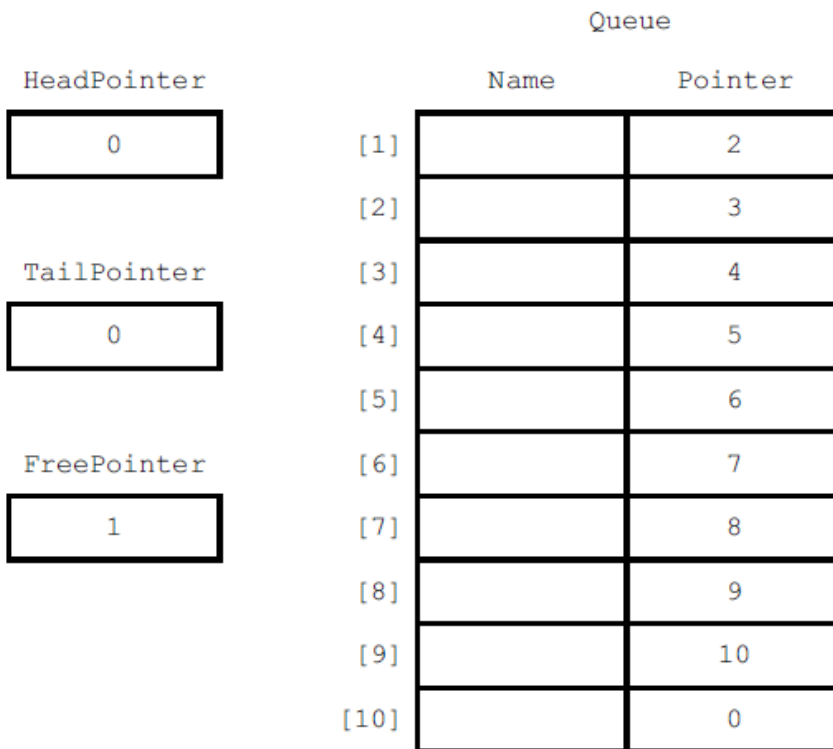 Queue
HeadPointer Name Pointer
0 [1] 2
[2] 3
TailPointer [3] 4
0 [4] 5
[5] 6
FreePointer [6] 7
1 [7] 8
[8] 9
[9] 10
[10] 0